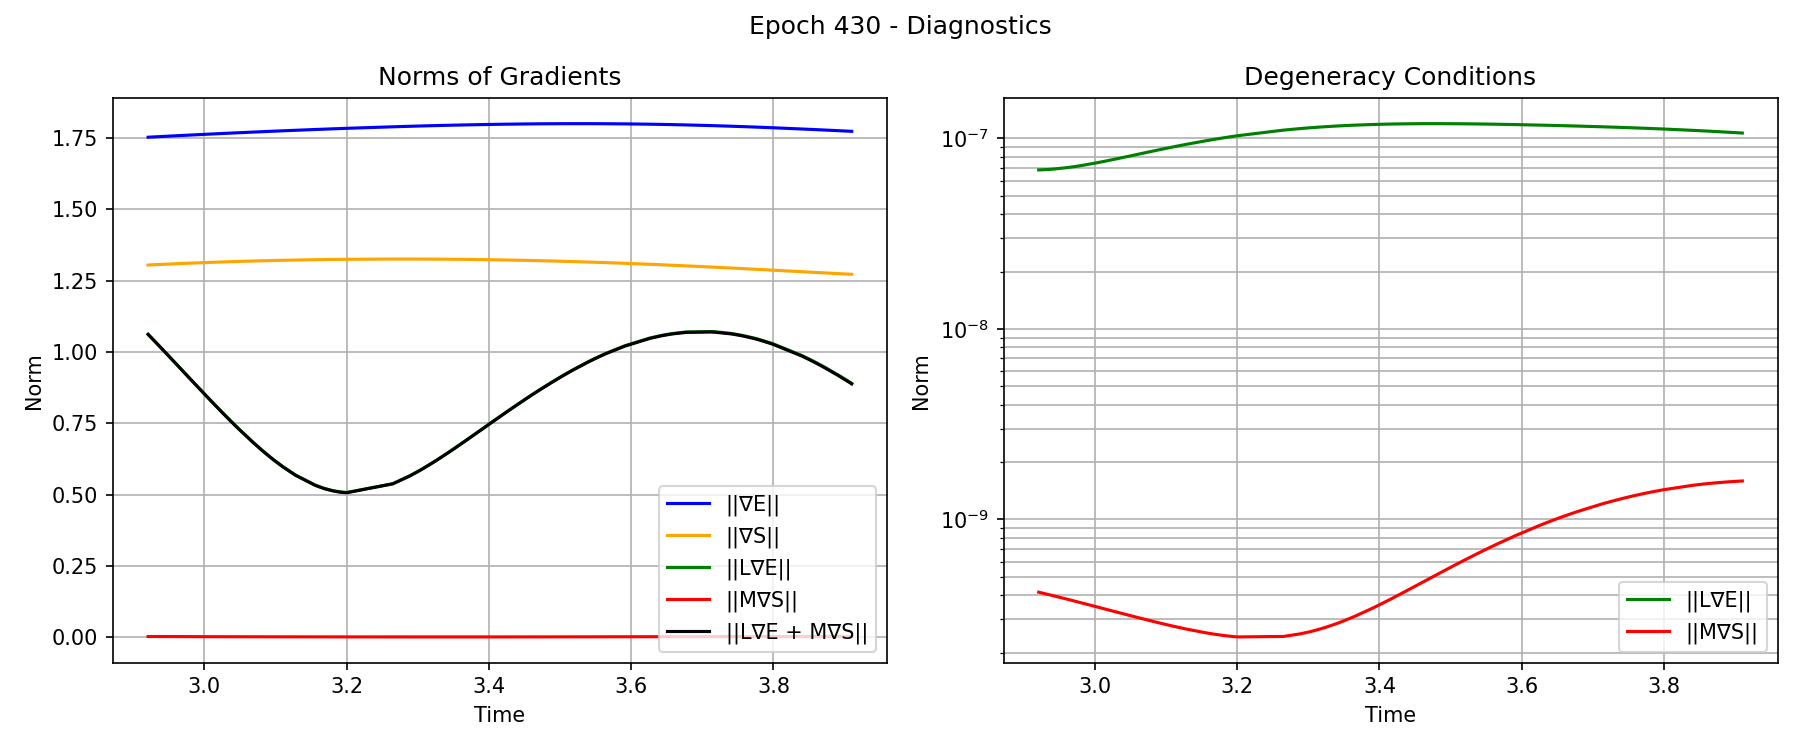 Epoch 430 - Diagnostics
Norms of Gradients
Norm
1.75
1.50
1.25
1.00
0.75
0.50
0.25
0.00
||∇E||
||∇S||
||L∇E||
||M∇S||
||L∇E + M∇S||
3.0
3.2
3.4
3.6
3.8
Time
Degeneracy Conditions
Norm
10⁻⁷
10⁻⁸
10⁻⁹
||L∇E||
||M∇S||
3.0
3.2
3.4
3.6
3.8
Time